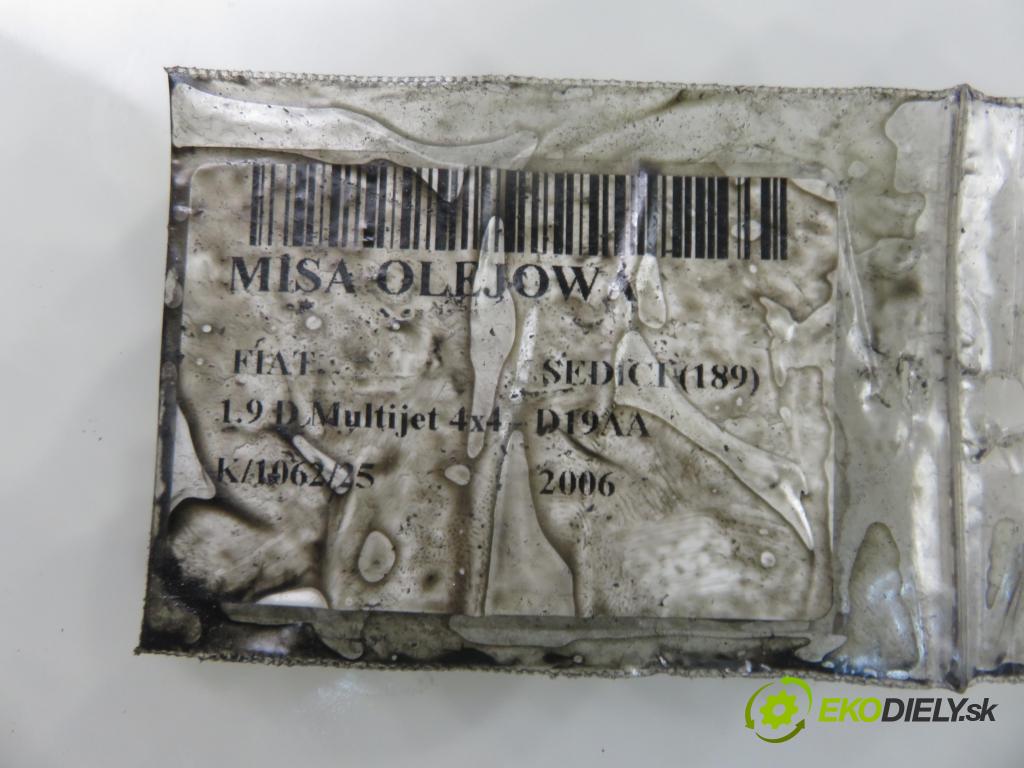 MISA OLEJOWA
FIAT SEDICI (189)
1.9 D Multijet 4x4 D19AA
K/1062/25 2006
EKODIELY.sk